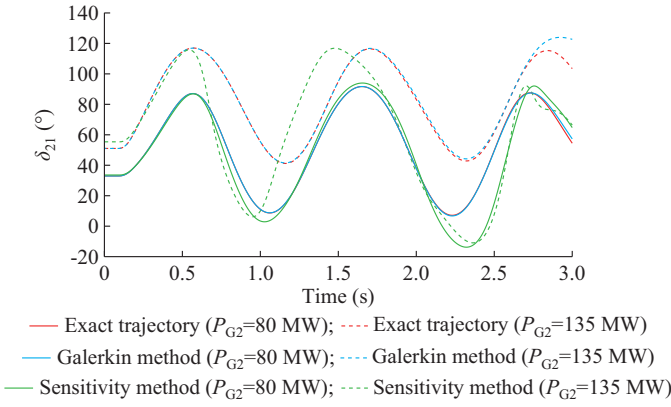 140
120
100
80
60
40
20
0
-20
δ21 (°)
0 0.5 1.0 1.5 2.0 2.5 3.0
Time (s)
Exact trajectory (PG2=80 MW); Exact trajectory (PG2=135 MW)
Galerkin method (PG2=80 MW); Galerkin method (PG2=135 MW)
Sensitivity method (PG2=80 MW); Sensitivity method (PG2=135 MW)